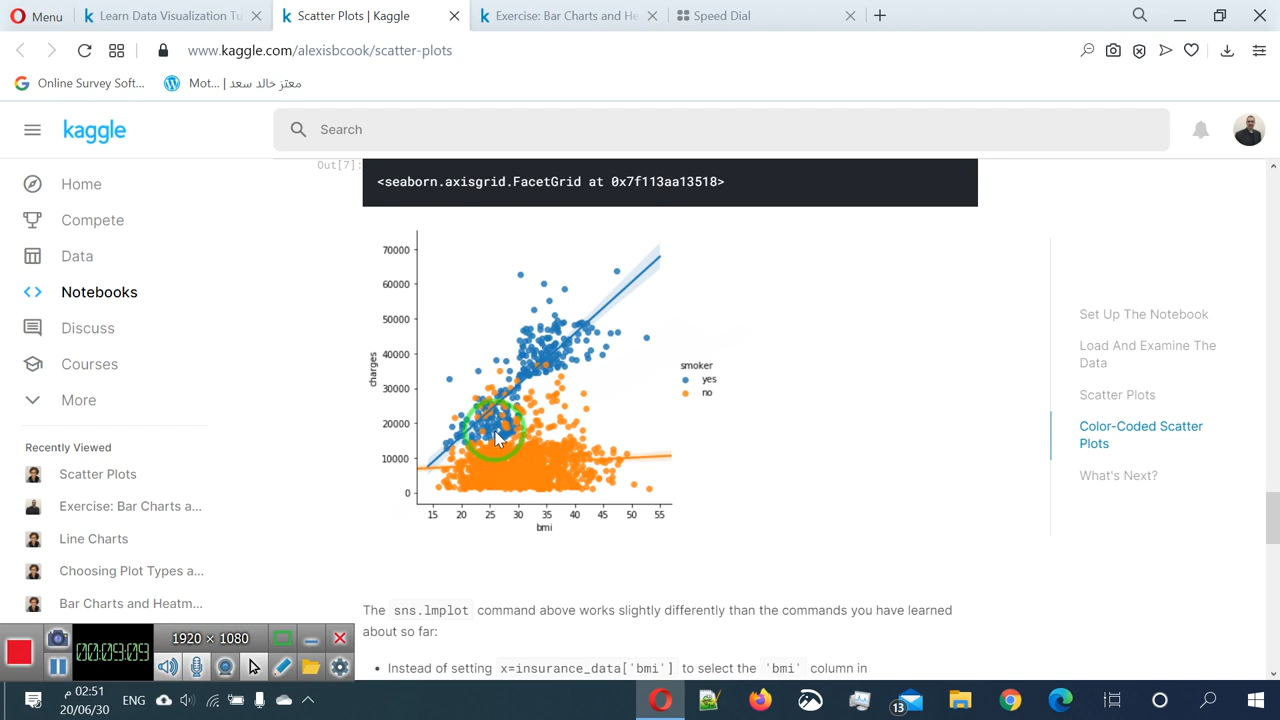 Menu
Learn Data Visualization Tu
Scatter Plots | Kaggle
Exercise: Bar Charts and He
Speed Dial
www.kaggle.com/alexisbcook/scatter-plots
Online Survey Soft...
Mot... | معتز خالد سعد
kaggle
Search
Home
Compete
Data
Notebooks
Discuss
Courses
More
Recently Viewed
Scatter Plots
Exercise: Bar Charts a...
Line Charts
Choosing Plot Types a...
Bar Charts and Heatm...
Out[7]:
<seaborn.axisgrid.FacetGrid at 0x7f113aa13518>
70000
60000
50000
40000
30000
20000
10000
0
charges
15 20 25 30 35 40 45 50 55
bmi
smoker
yes
no
Set Up The Notebook
Load And Examine The
Data
Scatter Plots
Color-Coded Scatter
Plots
What's Next?
The sns.lmplot command above works slightly differently than the commands you have learned
about so far:
• Instead of setting x=insurance_data['bmi'] to select the 'bmi' column in
00:05:09
1920 × 1080
ENG
02:51 م
20/06/30
13